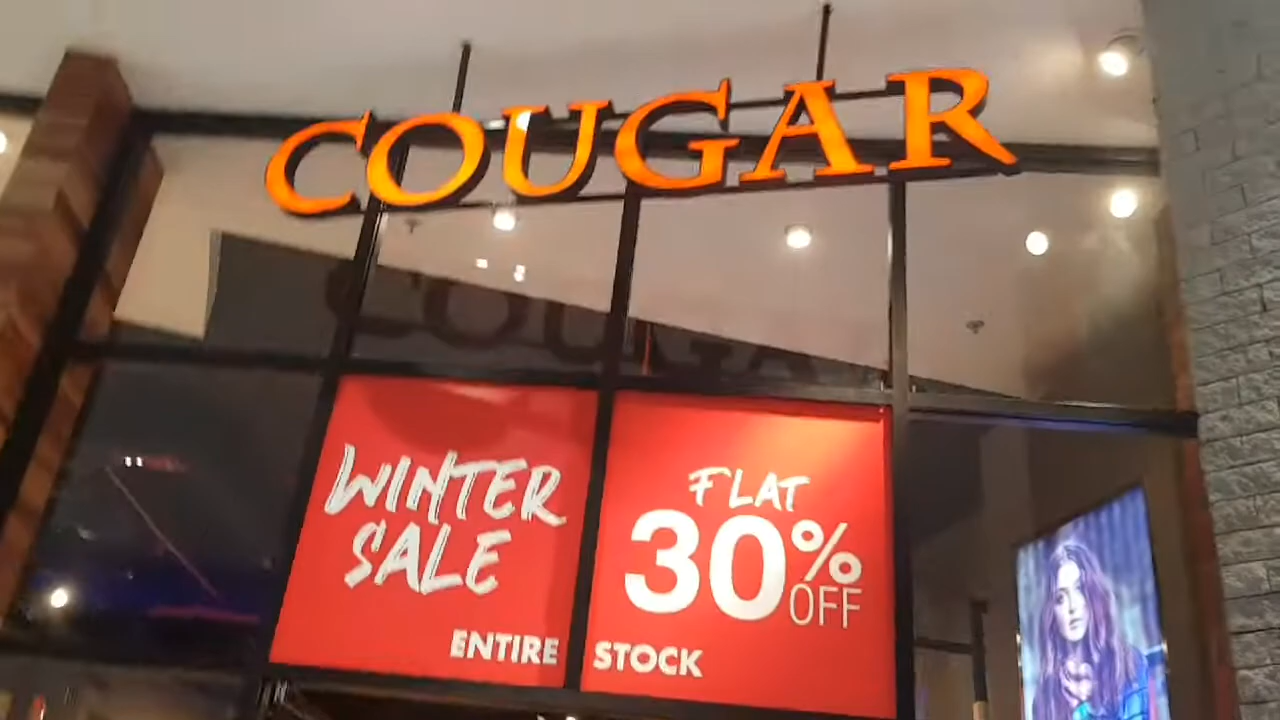 COUGAR
WINTER
SALE
FLAT
30%
OFF
ENTIRE STOCK